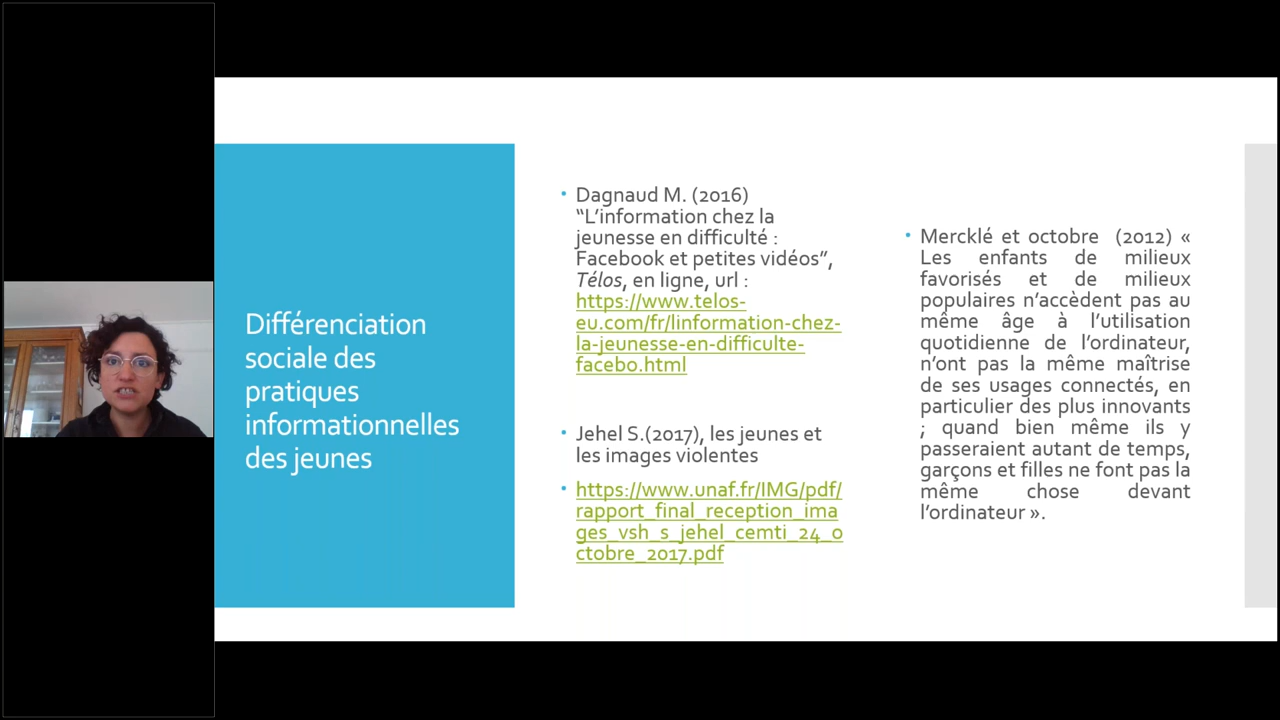 Différenciation
sociale des
pratiques
informationnelles
des jeunes
• Dagnaud M. (2016)
“L’information chez la
jeunesse en difficulté :
Facebook et petites vidéos”,
Télos, en ligne, url :
https://www.telos-
eu.com/fr/linformation-chez-
la-jeunesse-en-difficulte-
facebo.html
• Jehel S.(2017), les jeunes et
les images violentes
• https://www.unaf.fr/IMG/pdf/
rapport_final_reception_ima
ges_vsh_s_jehel_cemti_24_o
ctobre_2017.pdf
• Mercklé et octobre (2012) «
Les enfants de milieux
favorisés et de milieux
populaires n’accèdent pas au
même âge à l’utilisation
quotidienne de l’ordinateur,
n’ont pas la même maîtrise
de ses usages connectés, en
particulier des plus innovants
; quand bien même ils y
passeraient autant de temps,
garçons et filles ne font pas la
même chose devant
l’ordinateur ».